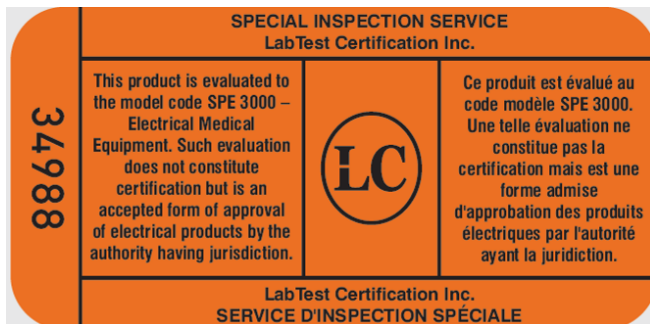 SPECIAL INSPECTION SERVICE
LabTest Certification Inc.
34988
This product is evaluated to
the model code SPE 3000 –
Electrical Medical
Equipment. Such evaluation
does not constitute
certification but is an
accepted form of approval
of electrical products by the
authority having jurisdiction.
LC
Ce produit est évalué au
code modèle SPE 3000.
Une telle évaluation ne
constitue pas la
certification mais est une
forme admise
d'approbation des produits
électriques par l'autorité
ayant la juridiction.
LabTest Certification Inc.
SERVICE D'INSPECTION SPÉCIALE